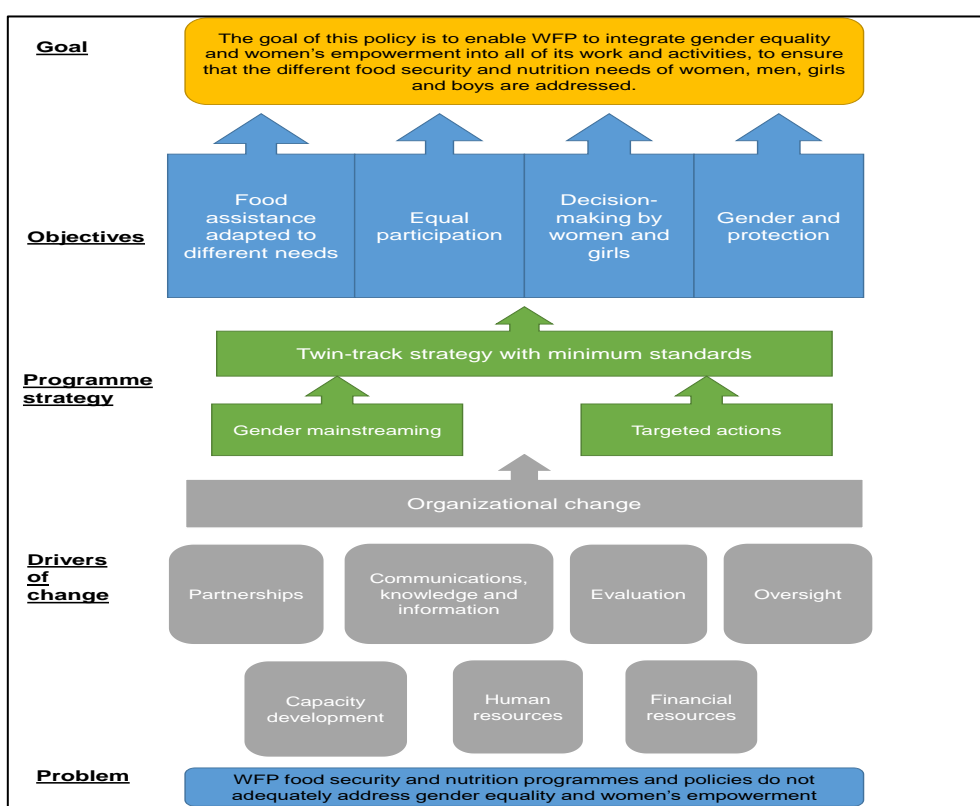 Goal
The goal of this policy is to enable WFP to integrate gender equality
and women's empowerment into all of its work and activities, to ensure
that the different food security and nutrition needs of women, men, girls
and boys are addressed.
Objectives
Food
assistance
adapted to
different needs
Equal
participation
Decision-
making by
women and
girls
Gender and
protection
Programme
strategy
Twin-track strategy with minimum standards
Gender mainstreaming
Targeted actions
Organizational change
Drivers
of
change
Partnerships
Communications,
knowledge and
information
Evaluation
Oversight
Capacity
development
Human
resources
Financial
resources
Problem
WFP food security and nutrition programmes and policies do not
adequately address gender equality and women's empowerment